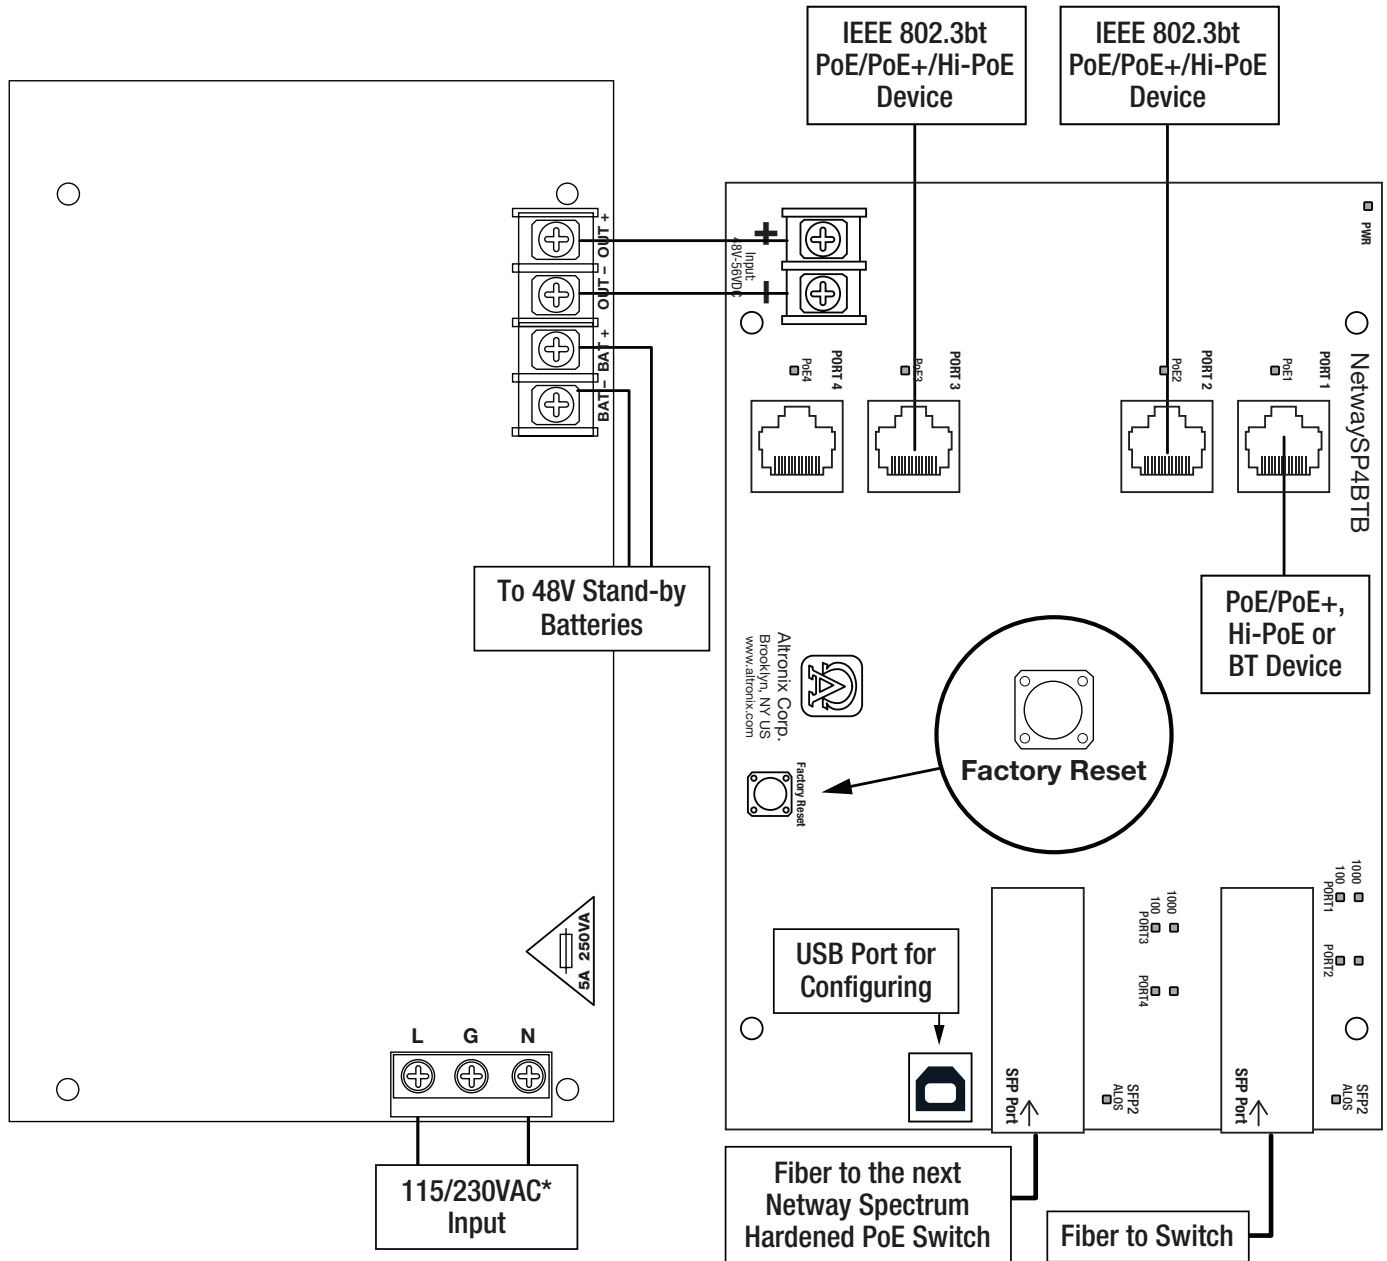 IEEE 802.3bt
PoE/PoE+/Hi-PoE
Device
IEEE 802.3bt
PoE/PoE+/Hi-PoE
Device
OUT +
OUT –
BAT +
BAT–
+
–
Input:
48V-56VDC
PWR
PoE4
PORT 4
PoE3
PORT 3
PoE2
PORT 2
PoE1
PORT 1
NetwaySP4BTB
To 48V Stand-by
Batteries
PoE/PoE+,
Hi-PoE or
BT Device
Altronix Corp.
Brooklyn, NY US
www.altronix.com
Factory Reset
Factory Reset
5A 250VA
L G N
115/230VAC*
Input
USB Port for
Configuring
1000
100
PORT3
PORT4
1000
100
PORT1
PORT2
SFP Port
SFP2
ALOS
SFP Port
SFP2
ALOS
Fiber to the next
Netway Spectrum
Hardened PoE Switch
Fiber to Switch